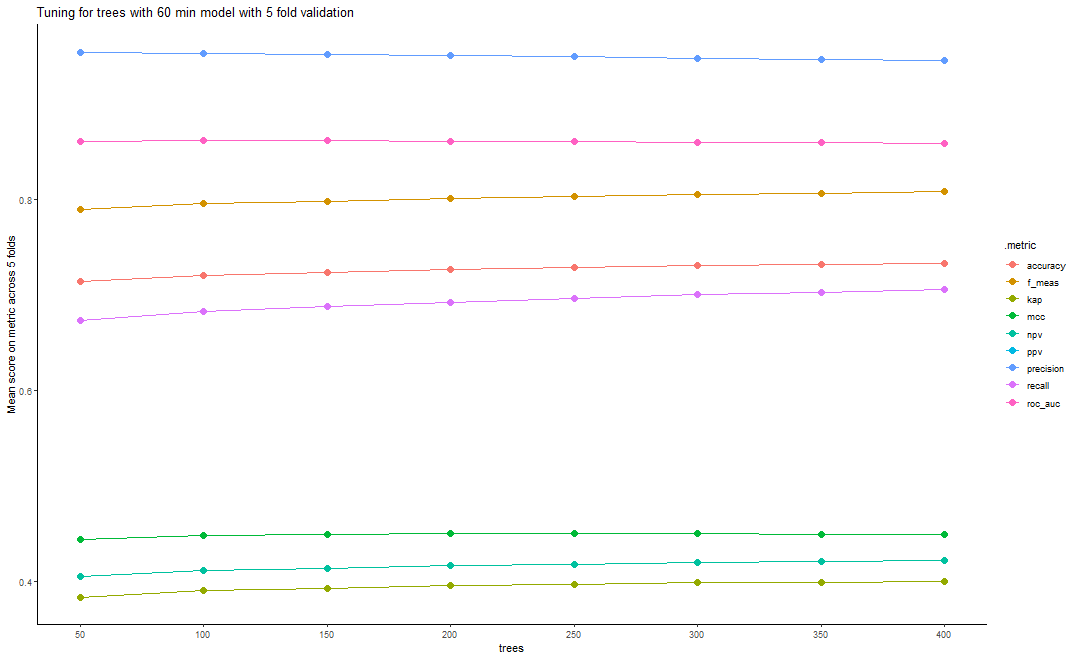 Tuning for trees with 60 min model with 5 fold validation
Mean score on metric across 5 folds
0.8
0.6
0.4
50 100 150 200 250 300 350 400
trees
.metric
accuracy
f_meas
kap
mcc
npv
ppv
precision
recall
roc_auc